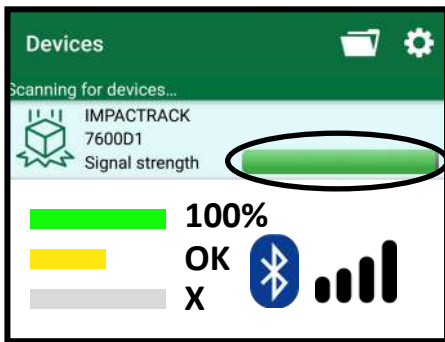 Devices
Scanning for devices...
IMPACTRACK
7600D1
Signal strength
100%
OK
X